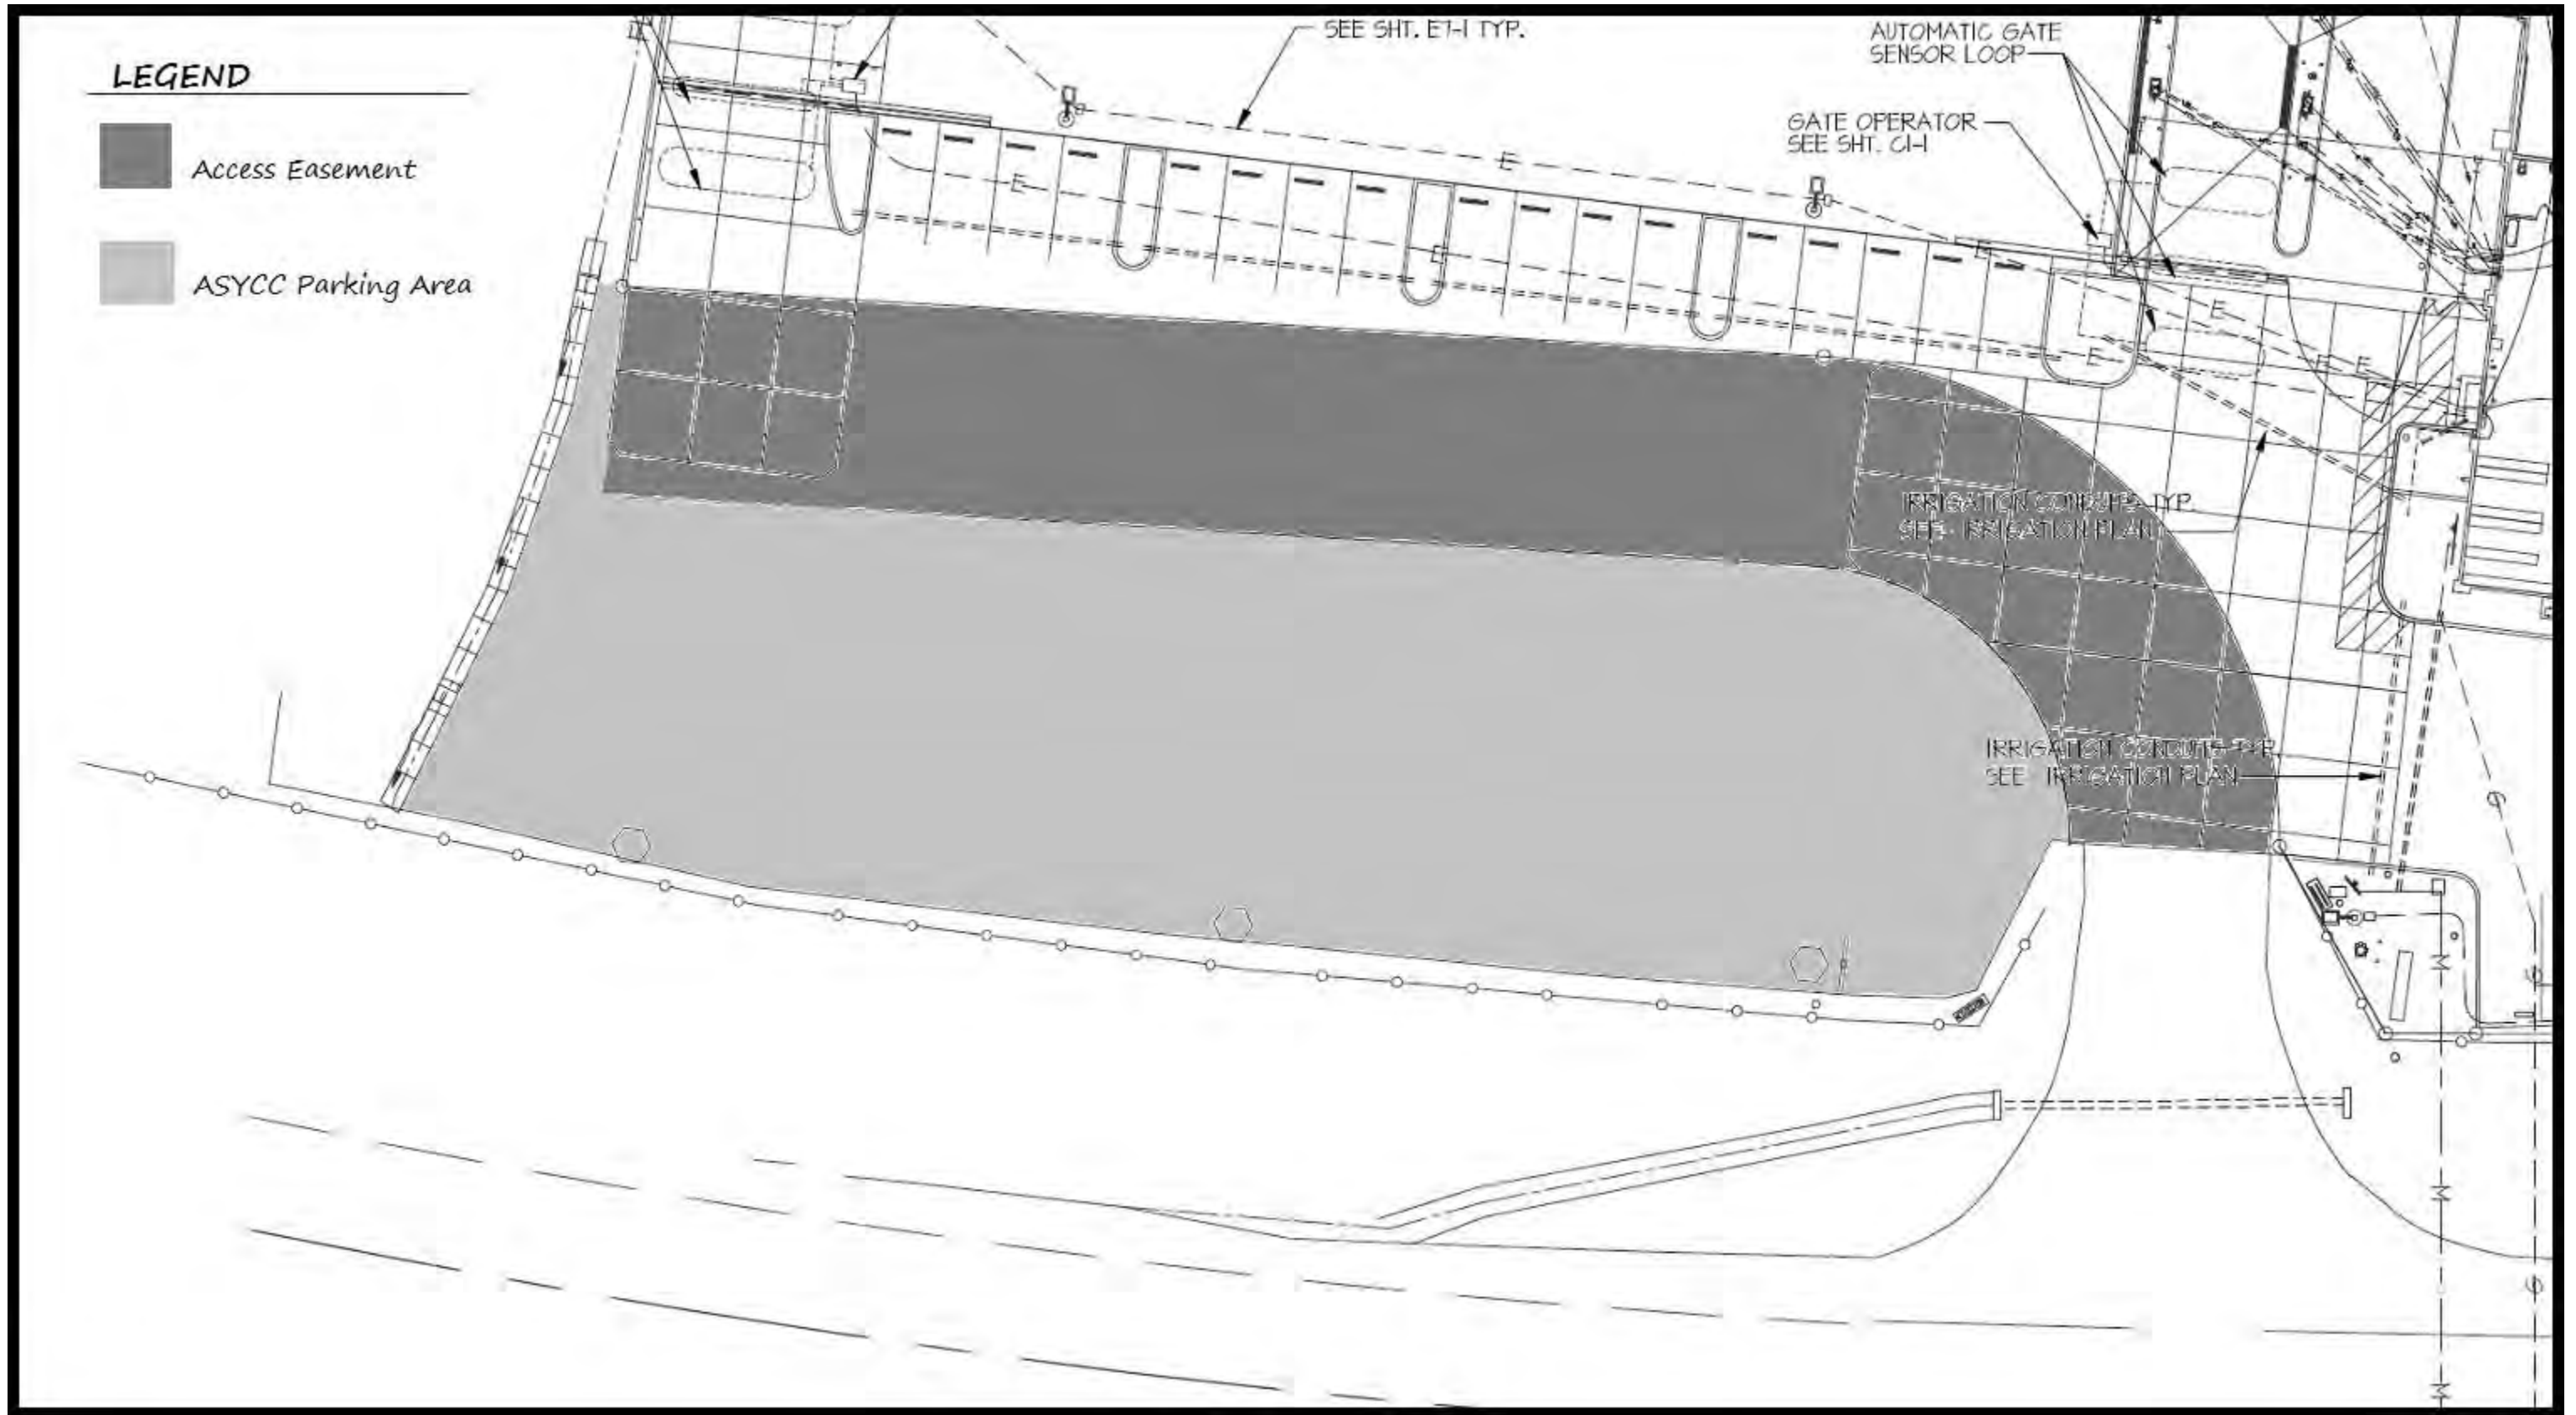 LEGEND
Access Easement
ASYCC Parking Area
SEE SHT. E1-1 TYP.
AUTOMATIC GATE
SENSOR LOOP
GATE OPERATOR
SEE SHT. C1-1
E
E
E
E
E
E
E
E
IRRIGATION CONDUITS TYP.
SEE IRRIGATION PLAN
IRRIGATION CONDUITS TYP.
SEE IRRIGATION PLAN
M
M
M